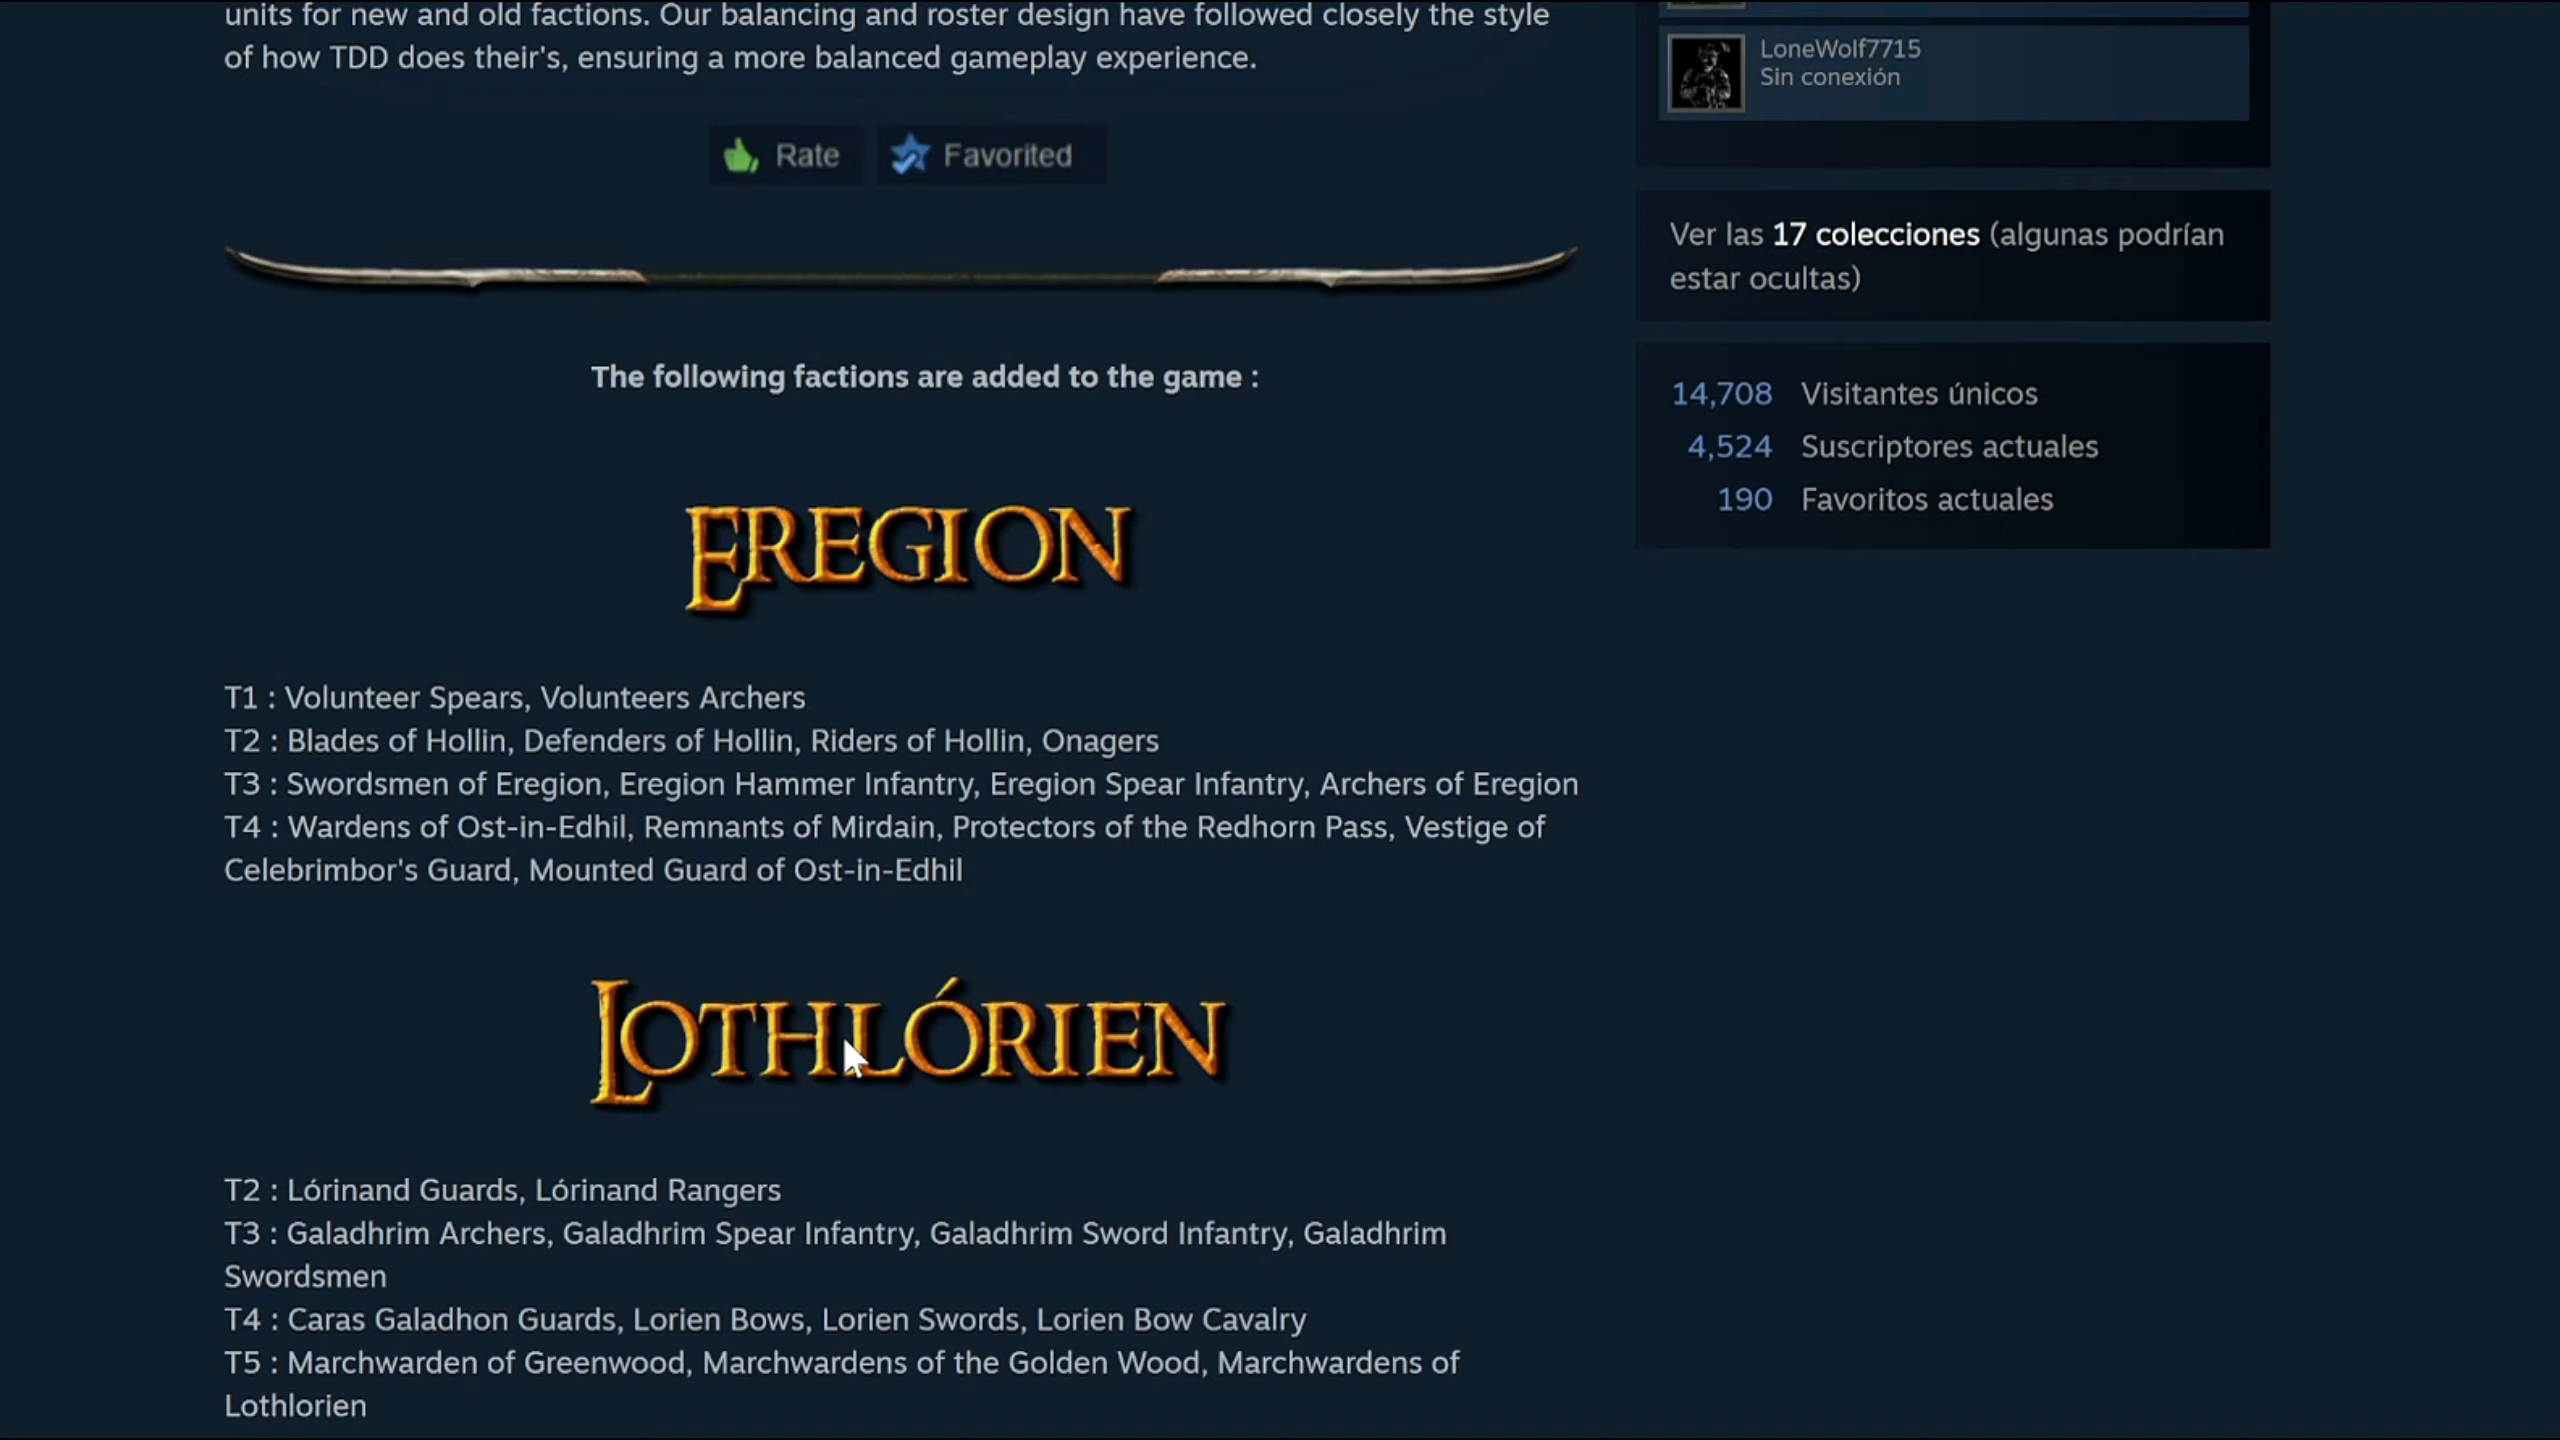 units for new and old factions. Our balancing and roster design have followed closely the style
of how TDD does their's, ensuring a more balanced gameplay experience.
Rate
Favorited
The following factions are added to the game :
EREGION
T1 : Volunteer Spears, Volunteers Archers
T2 : Blades of Hollin, Defenders of Hollin, Riders of Hollin, Onagers
T3 : Swordsmen of Eregion, Eregion Hammer Infantry, Eregion Spear Infantry, Archers of Eregion
T4 : Wardens of Ost-in-Edhil, Remnants of Mirdain, Protectors of the Redhorn Pass, Vestige of
Celebrimbor's Guard, Mounted Guard of Ost-in-Edhil
LOTHLÓRIEN
T2 : Lórinand Guards, Lórinand Rangers
T3 : Galadhrim Archers, Galadhrim Spear Infantry, Galadhrim Sword Infantry, Galadhrim
Swordsmen
T4 : Caras Galadhon Guards, Lorien Bows, Lorien Swords, Lorien Bow Cavalry
T5 : Marchwarden of Greenwood, Marchwardens of the Golden Wood, Marchwardens of
Lothlorien
LoneWolf7715
Sin conexión
Ver las 17 colecciones (algunas podrían
estar ocultas)
14,708 Visitantes únicos
4,524 Suscriptores actuales
190 Favoritos actuales